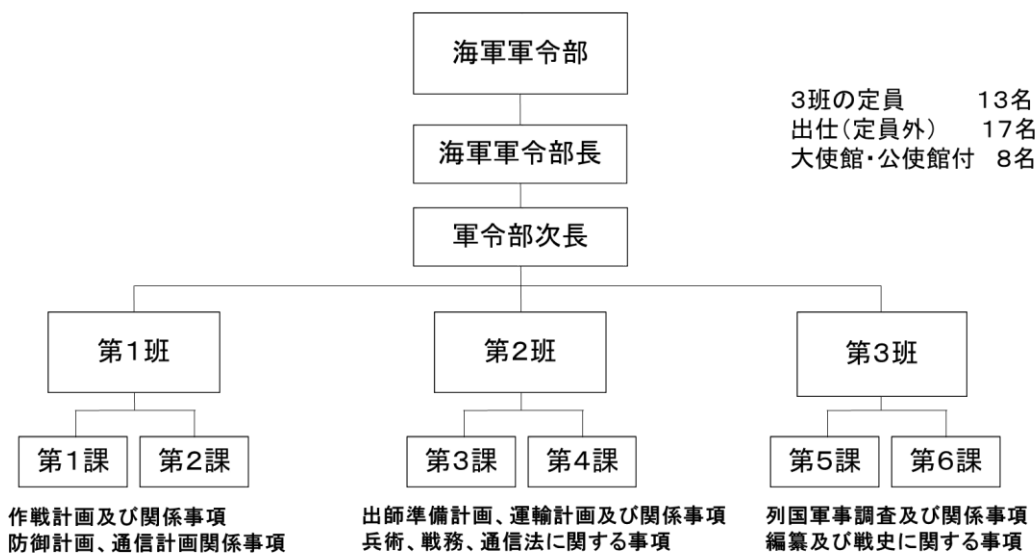 海軍軍令部
3班の定員　13名
出仕(定員外)　17名
大使館・公使館付　8名
海軍軍令部長
軍令部次長
第1班
第2班
第3班
第1課
第2課
第3課
第4課
第5課
第6課
作戦計画及び関係事項
防御計画、通信計画関係事項
出師準備計画、運輸計画及び関係事項
兵術、戦務、通信法に関する事項
列国軍事調査及び関係事項
編纂及び戦史に関する事項